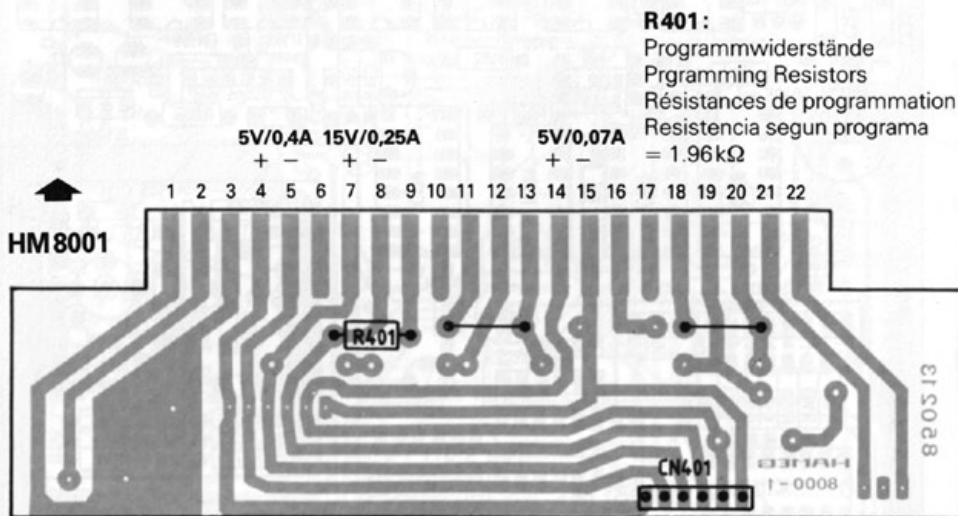 R401:
Programmwiderstände
Prgramming Resistors
Résistances de programmation
Resistencia segun programa
= 1.96kΩ
5V/0,4A 15V/0,25A 5V/0,07A
+ − + − + −
1 2 3 4 5 6 7 8 9 10 11 12 13 14 15 16 17 18 19 20 21 22
HM8001
R401
850213
CN401
HAMEG
8000-1